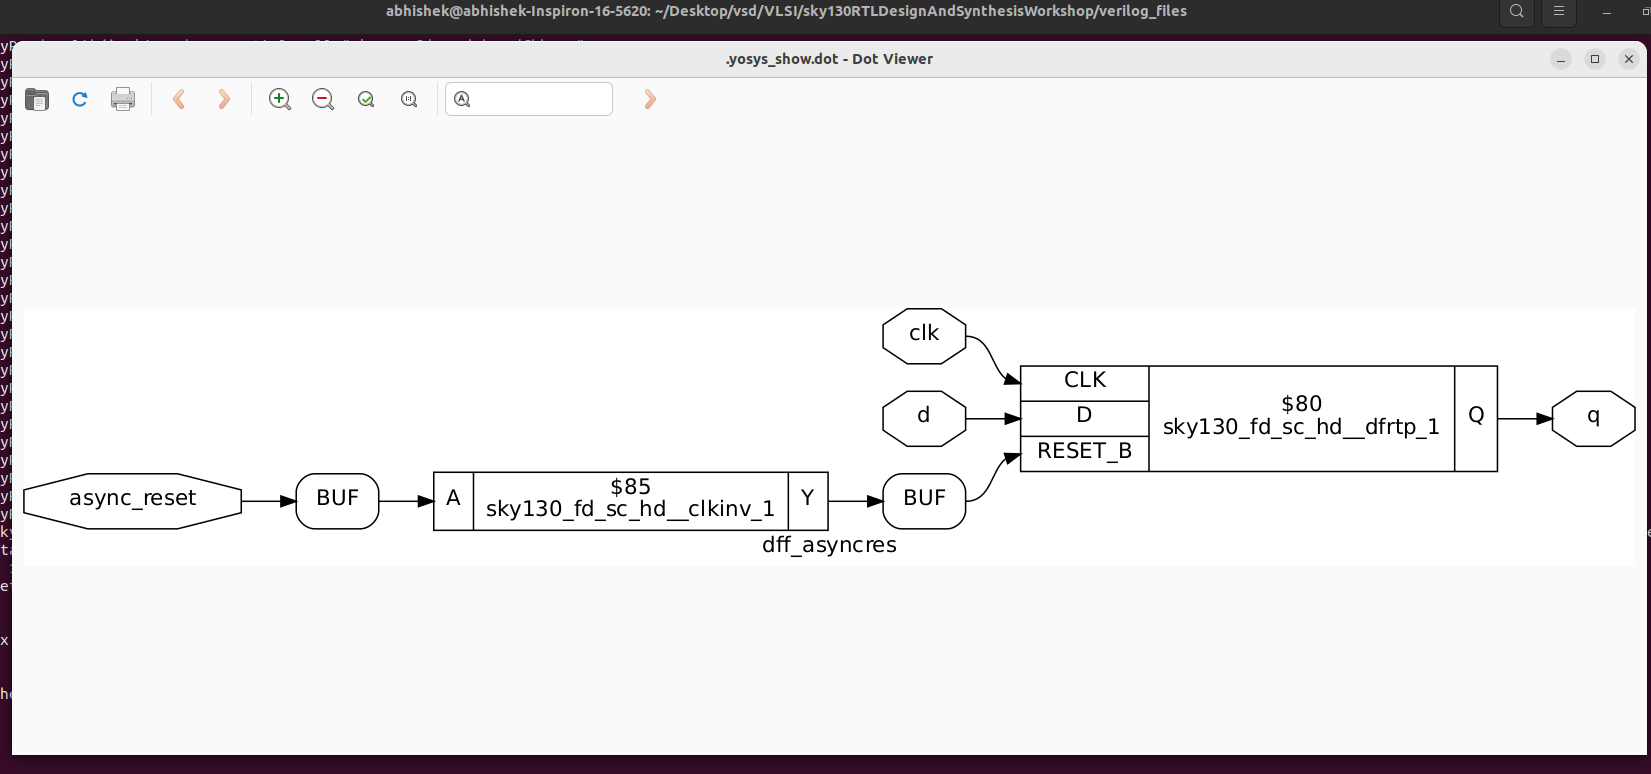 abhishek@abhishek-Inspiron-16-5620: ~/Desktop/vsd/VLSI/sky130RTLDesignAndSynthesisWorkshop/verilog_files
.yosys_show.dot - Dot Viewer
clk
CLK
d
D
$80
sky130_fd_sc_hd__dfrtp_1
Q
q
RESET_B
async_reset
BUF
A
$85
sky130_fd_sc_hd__clkinv_1
Y
BUF
dff_asyncres